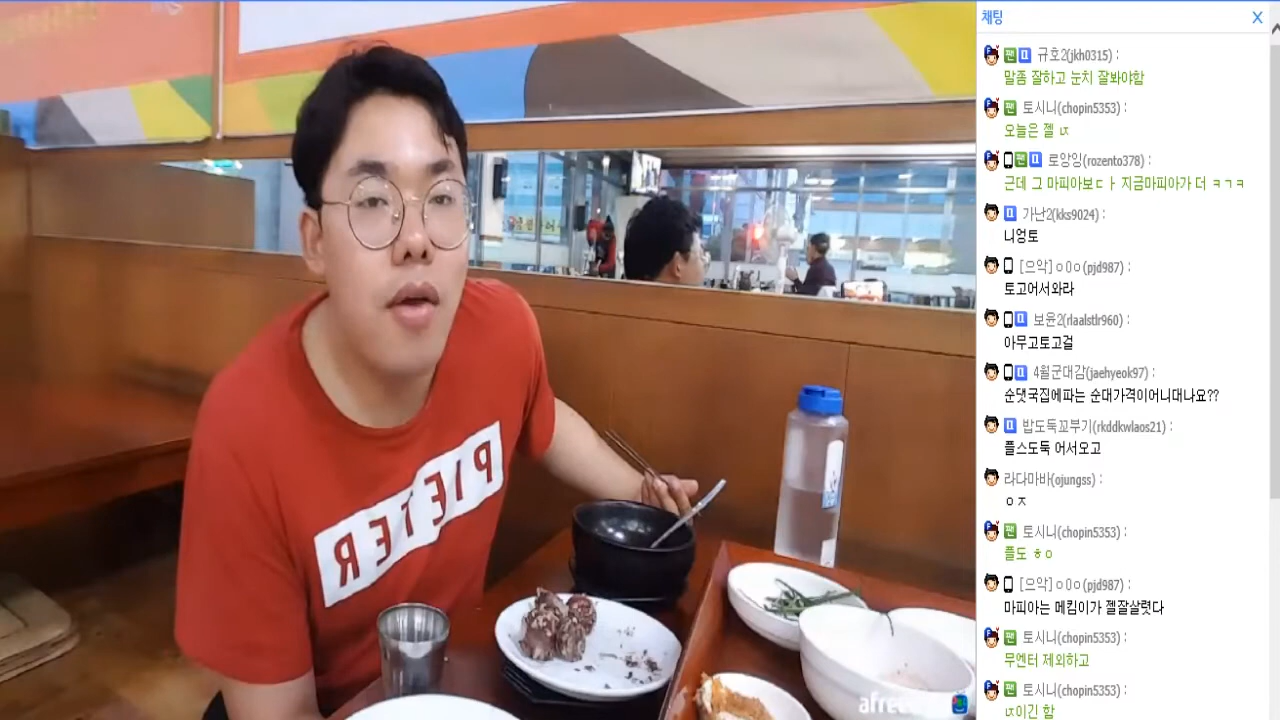 채팅
규호2(jkh0315) :
말좀 잘하고 눈치 잘봐야함
토시니(chopin5353) :
오늘은 젤 ㄵ
로앙잉(rozento378) :
근데 그 마피아보ㄷㅏ 지금마피아가 더 ㅋㄱㅋ
가난2(kks9024) :
니엉토
[으악]ㅇ0ㅇ(pjd987) :
토고어서와라
보윤2(rlaalstlr960) :
아무고토고걸
4월군대감(jaehyeok97) :
순댓국집에파는 순대가격이어니대나요??
밥도둑꼬부기(rkddkwlaos21) :
플스도둑 어서오고
라다마바(ojungss) :
ㅇㅈ
토시니(chopin5353) :
플도 ㅎㅇ
[으악]ㅇ0ㅇ(pjd987) :
마피아는 메킴이가 젤잘살렷다
토시니(chopin5353) :
무엔터 제외하고
토시니(chopin5353) :
ㄵ이긴 함
PIETER
afree